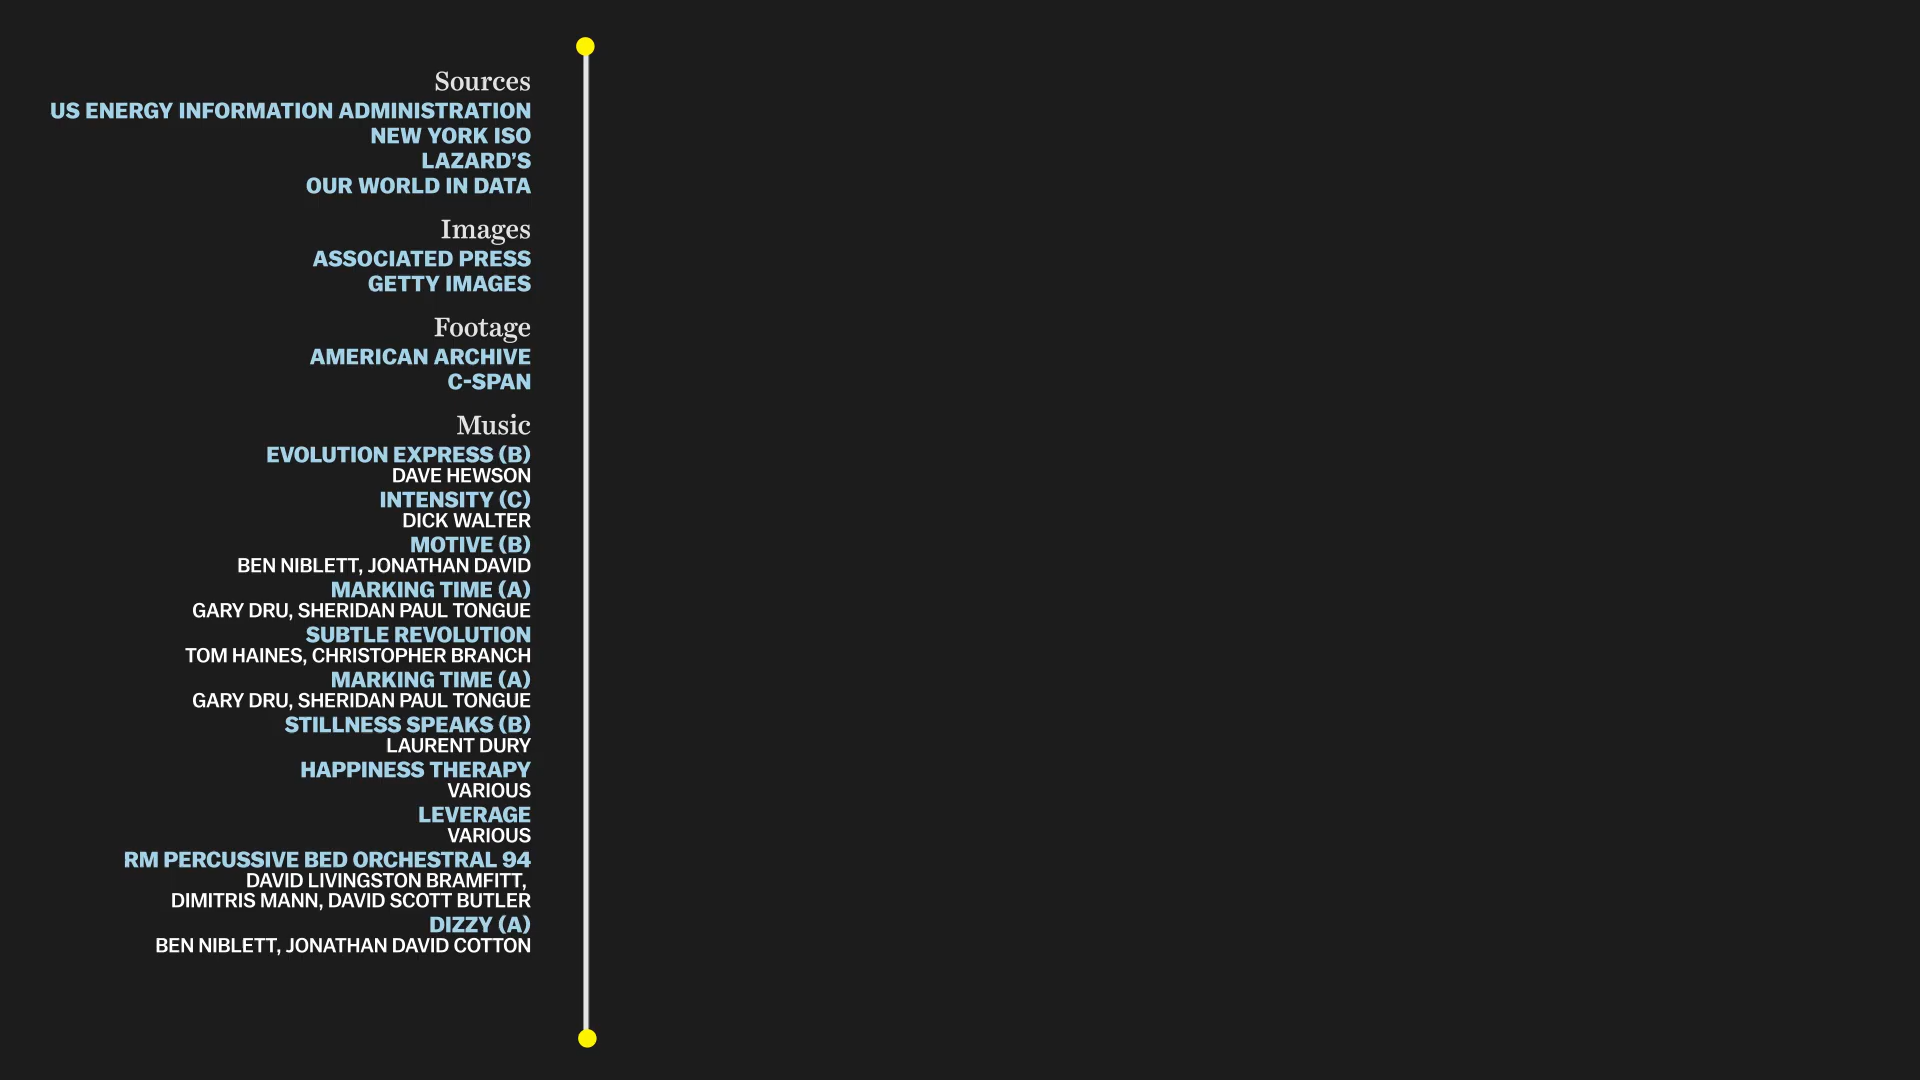 Sources
US ENERGY INFORMATION ADMINISTRATION
NEW YORK ISO
LAZARD’S
OUR WORLD IN DATA
Images
ASSOCIATED PRESS
GETTY IMAGES
Footage
AMERICAN ARCHIVE
C-SPAN
Music
EVOLUTION EXPRESS (B)
DAVE HEWSON
INTENSITY (C)
DICK WALTER
MOTIVE (B)
BEN NIBLETT, JONATHAN DAVID
MARKING TIME (A)
GARY DRU, SHERIDAN PAUL TONGUE
SUBTLE REVOLUTION
TOM HAINES, CHRISTOPHER BRANCH
MARKING TIME (A)
GARY DRU, SHERIDAN PAUL TONGUE
STILLNESS SPEAKS (B)
LAURENT DURY
HAPPINESS THERAPY
VARIOUS
LEVERAGE
VARIOUS
RM PERCUSSIVE BED ORCHESTRAL 94
DAVID LIVINGSTON BRAMFITT,
DIMITRIS MANN, DAVID SCOTT BUTLER
DIZZY (A)
BEN NIBLETT, JONATHAN DAVID COTTON